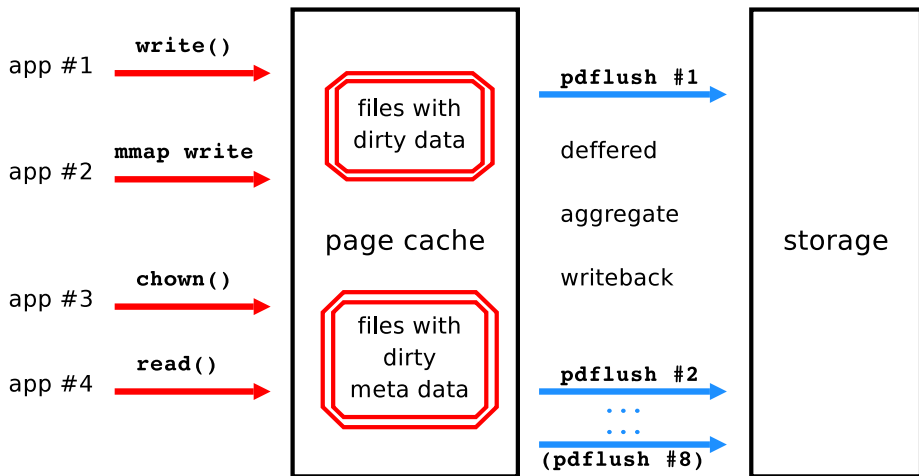 app #1
write()
app #2
mmap write
app #3
chown()
app #4
read()
files with
dirty data
page cache
files with
dirty
meta data
pdflush #1
deffered
aggregate
writeback
pdflush #2
...
...
(pdflush #8)
storage